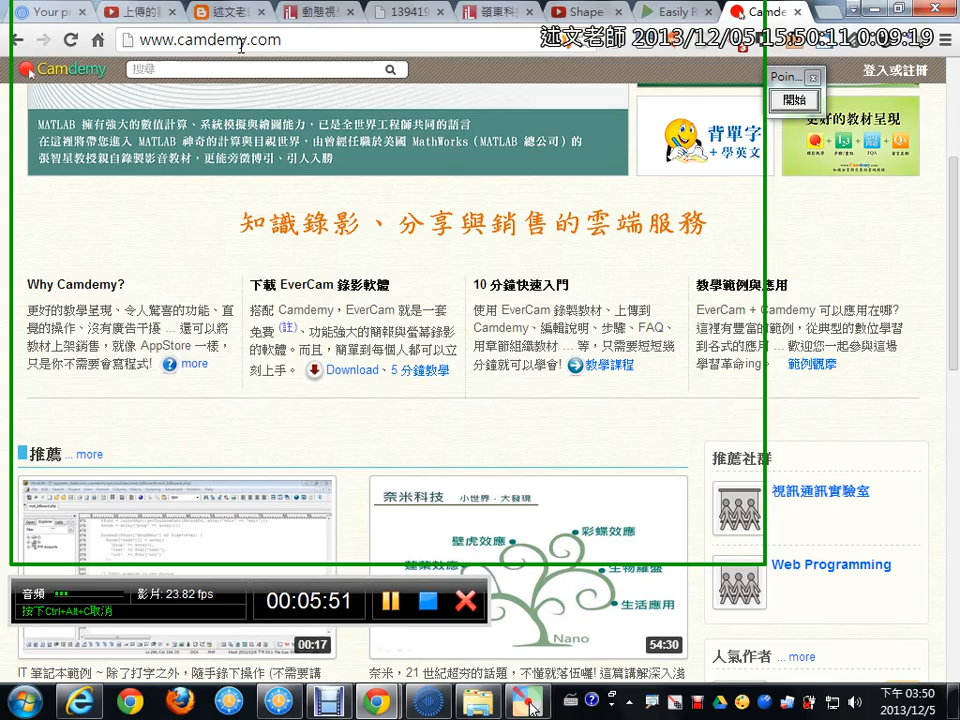 Your p
上傳的
述文老
動態視
139419
嶺東科
Shape
Easily B
Camde
www.camdemy.com
述文老師 2013/12/05 15:50:11 0:09:19
Camdemy
搜尋
登入或註冊
Poin...
開始
MATLAB 擁有強大的數值計算、系統模擬與繪圖能力，已是全世界工程師共同的語言
在這裡將帶您進入 MATLAB 神奇的計算與目視世界，由曾經任職於美國 MathWorks (MATLAB 總公司) 的
張智星教授親自錄製影音教材，更能旁徵博引、引人入勝
背單字
+ 學英文
更好的教材呈現
知識錄影、分享與銷售的雲端服務
Why Camdemy?
更好的教學呈現、令人驚喜的功能、直
覺的操作、沒有廣告干擾 ... 還可以將
教材上架銷售，就像 AppStore 一樣，
只是你不需要會寫程式! more
下載 EverCam 錄影軟體
搭配 Camdemy，EverCam 就是一套
免費 (註)、功能強大的簡報與螢幕錄影
的軟體。而且，簡單到每個人都可以立
刻上手。 Download、5 分鐘教學
10 分鐘快速入門
使用 EverCam 錄製教材、上傳到
Camdemy、編輯說明、步驟、FAQ、
用章節組織教材 ... 等，只需要短短幾
分鐘就可以學會! 教學課程
教學範例與應用
EverCam + Camdemy 可以應用在哪?
這裡有豐富的範例，從典型的數位學習
到各式的應用 ... 歡迎您一起參與這場
學習革命ing。 範例觀摩
推薦 ... more
推薦社群
視訊通訊實驗室
Web Programming
人氣作者 ... more
奈米科技 小世界．大發現
壁虎效應
彩蝶效應
蓮葉效應
生物羅盤
生活應用
Nano
00:17
54:30
音頻
影片: 23.82 fps
按下Ctrl+Alt+C取消
00:05:51
IT 筆記本範例 ~ 除了打字之外，隨手錄下操作 (不需要講
奈米，21 世紀超夯的話題，不懂就落伍囉! 這篇講解深入淺
下午 03:50
2013/12/5